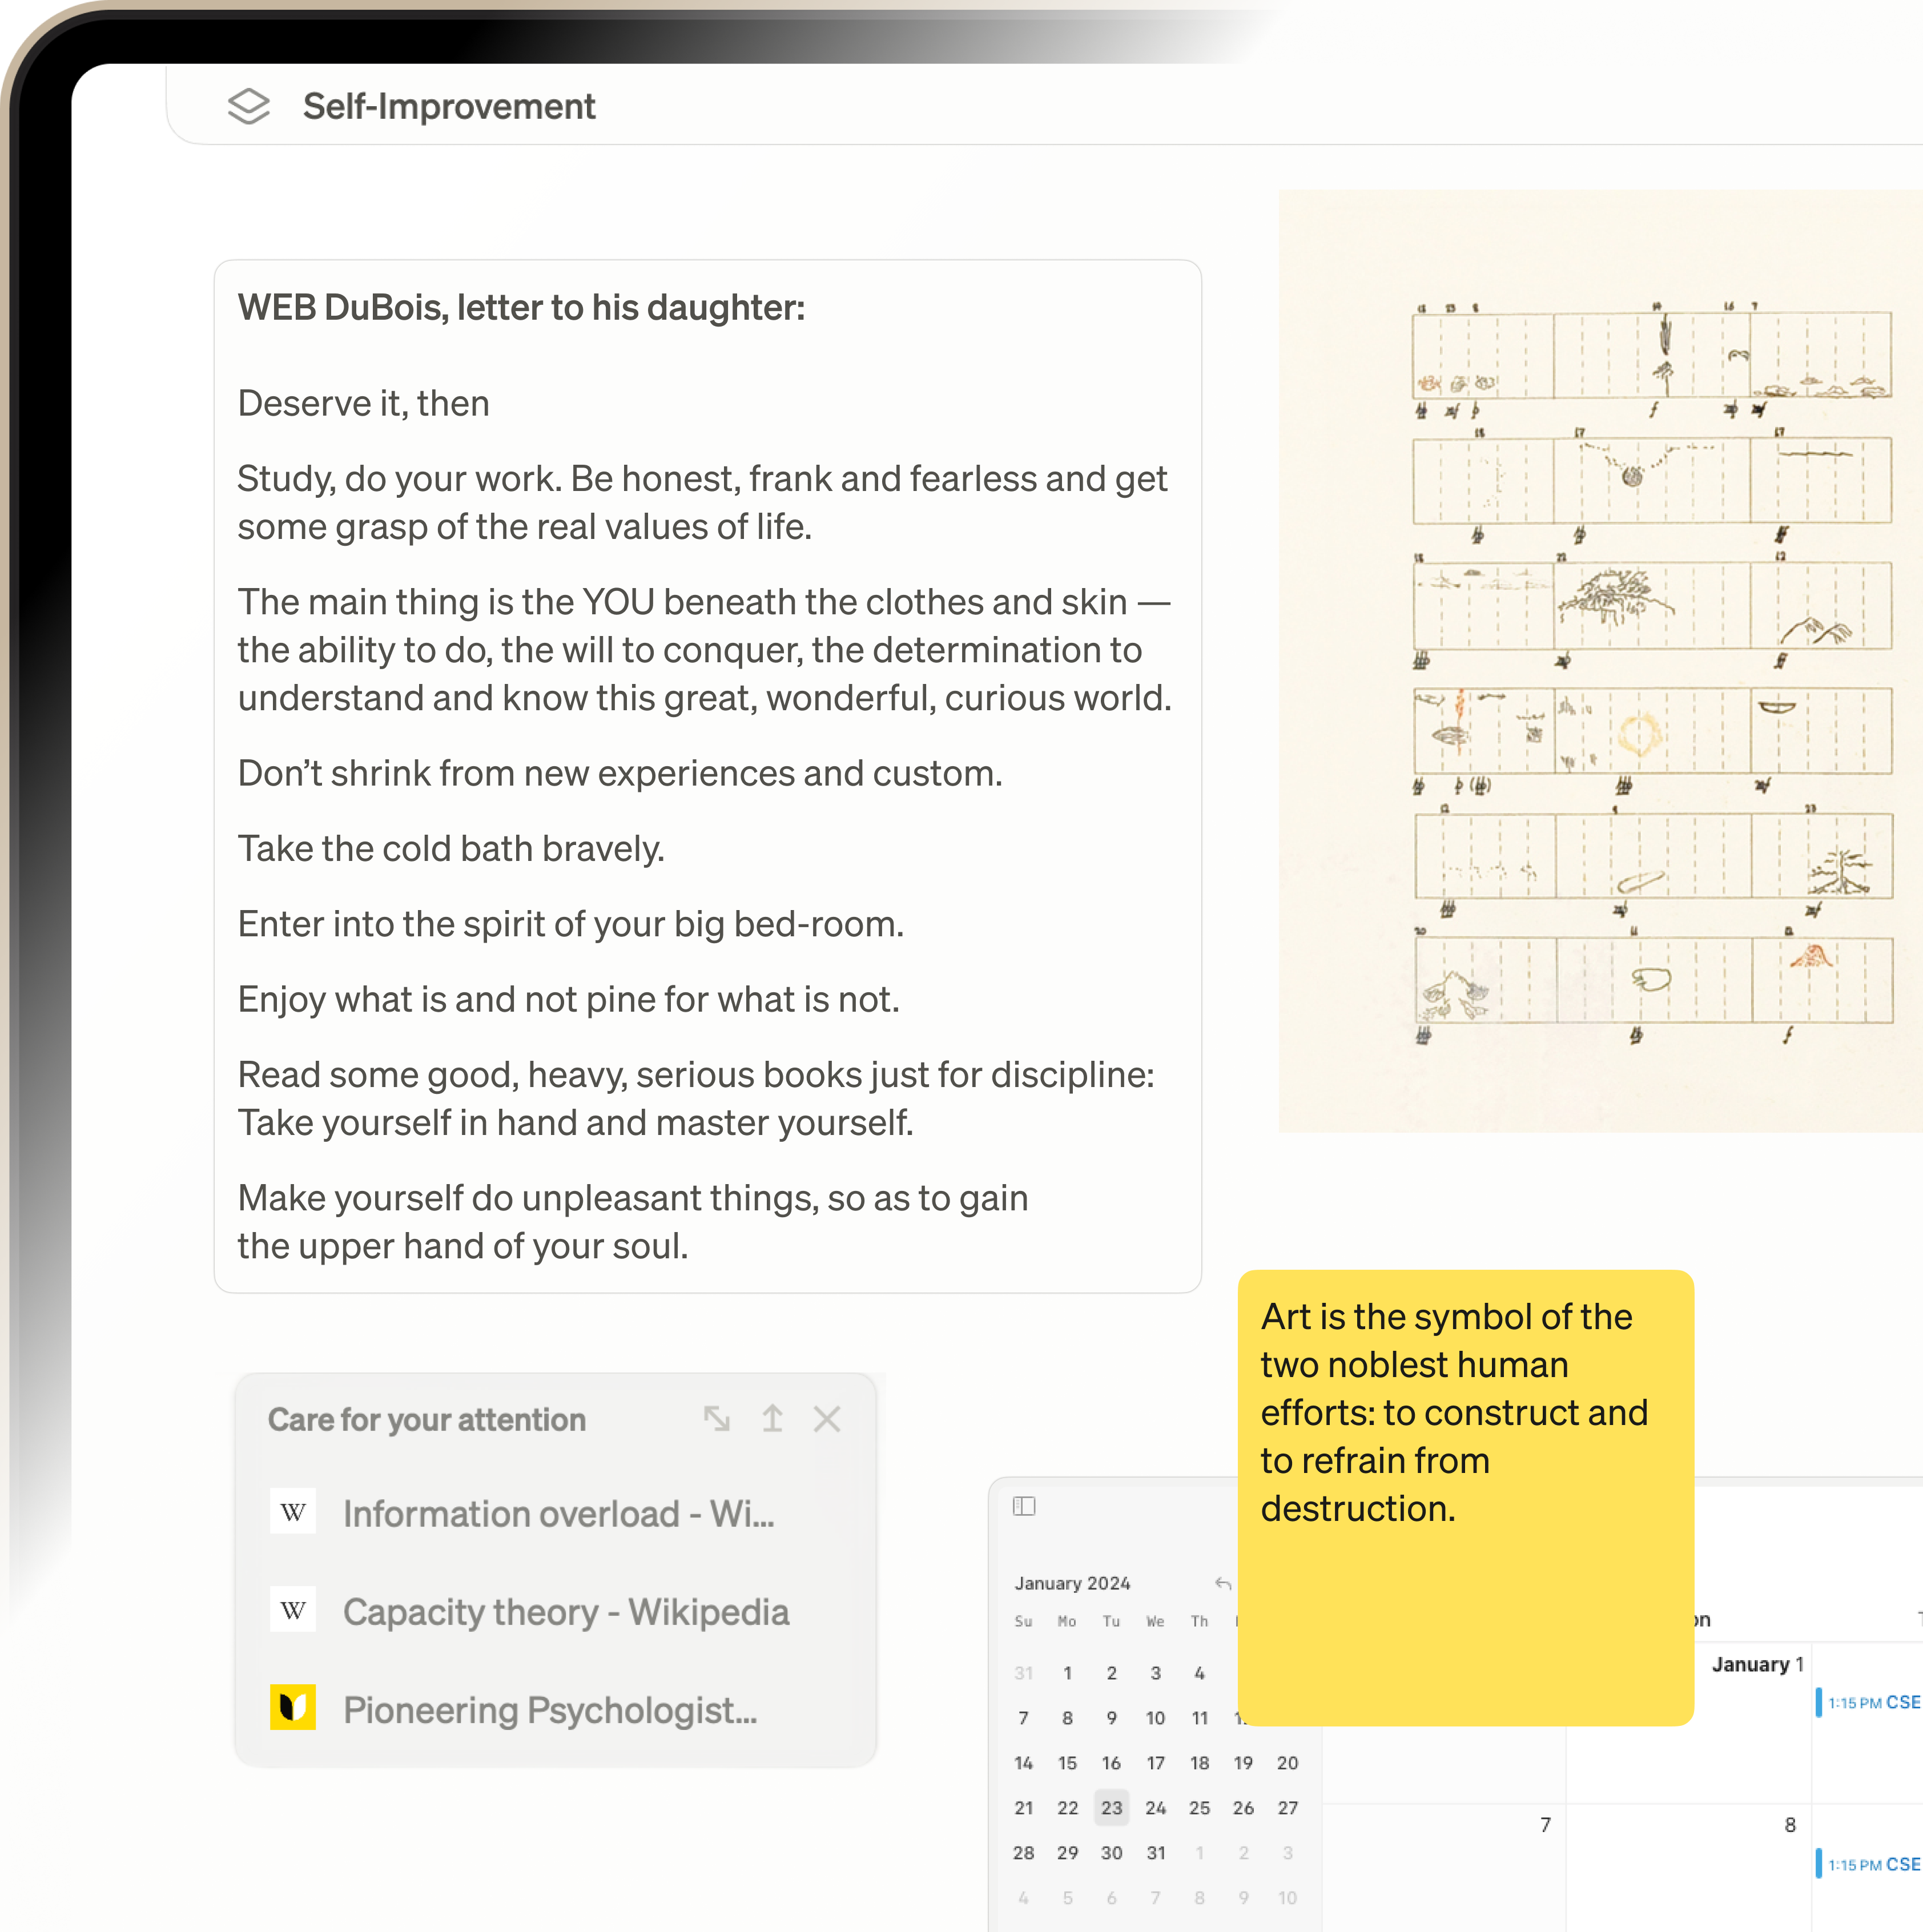 Self-Improvement
WEB DuBois, letter to his daughter:
Deserve it, then
Study, do your work. Be honest, frank and fearless and get
some grasp of the real values of life.
The main thing is the YOU beneath the clothes and skin —
the ability to do, the will to conquer, the determination to
understand and know this great, wonderful, curious world.
Don’t shrink from new experiences and custom.
Take the cold bath bravely.
Enter into the spirit of your big bed-room.
Enjoy what is and not pine for what is not.
Read some good, heavy, serious books just for discipline:
Take yourself in hand and master yourself.
Make yourself do unpleasant things, so as to gain
the upper hand of your soul.
Art is the symbol of the
two noblest human
efforts: to construct and
to refrain from
destruction.
Care for your attention
W Information overload - Wi...
W Capacity theory - Wikipedia
Pioneering Psychologist...
January 2024
Su Mo Tu We Th
31 1 2 3 4
7 8 9 10 11
14 15 16 17 18 19 20
21 22 23 24 25 26 27
28 29 30 31 1 2 3
4 5 6 7 8 9 10
January 1
1:15 PM CSE
7 8
1:15 PM CSE